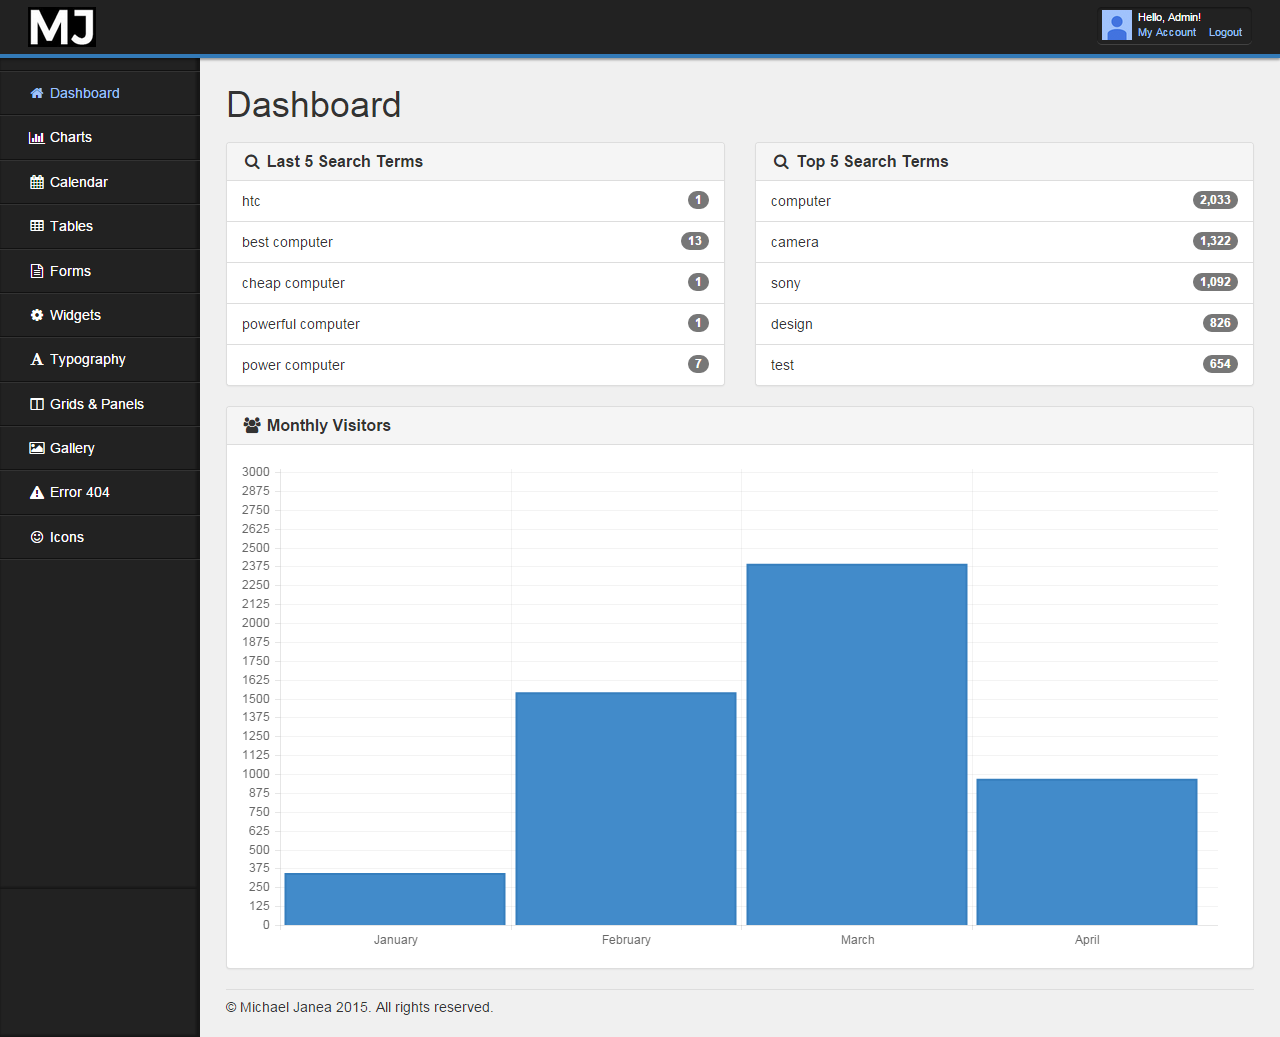 MJ
Hello, Admin!
My Account Logout
Dashboard
Charts
Calendar
Tables
Forms
Widgets
Typography
Grids & Panels
Gallery
Error 404
Icons
Dashboard
Last 5 Search Terms
htc 1
best computer 13
cheap computer 1
powerful computer 1
power computer 7
Top 5 Search Terms
computer 2,033
camera 1,322
sony 1,092
design 826
test 654
Monthly Visitors
3000
2875
2750
2625
2500
2375
2250
2125
2000
1875
1750
1625
1500
1375
1250
1125
1000
875
750
625
500
375
250
125
0
January February March April
© Michael Janea 2015. All rights reserved.